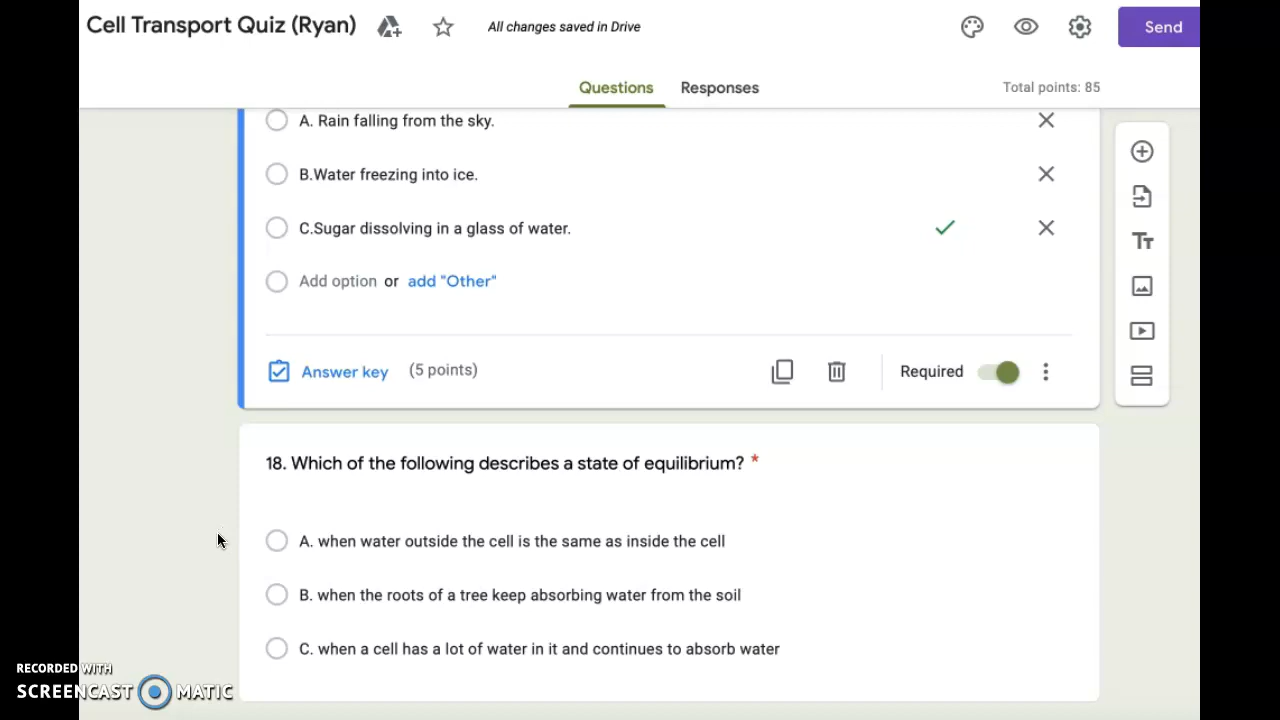 Cell Transport Quiz (Ryan)
All changes saved in Drive
Send
Questions
Responses
Total points: 85
A. Rain falling from the sky.
B.Water freezing into ice.
C.Sugar dissolving in a glass of water.
Add option or add "Other"
Answer key (5 points)
Required
18. Which of the following describes a state of equilibrium? *
A. when water outside the cell is the same as inside the cell
B. when the roots of a tree keep absorbing water from the soil
C. when a cell has a lot of water in it and continues to absorb water
RECORDED WITH
SCREENCAST MATIC